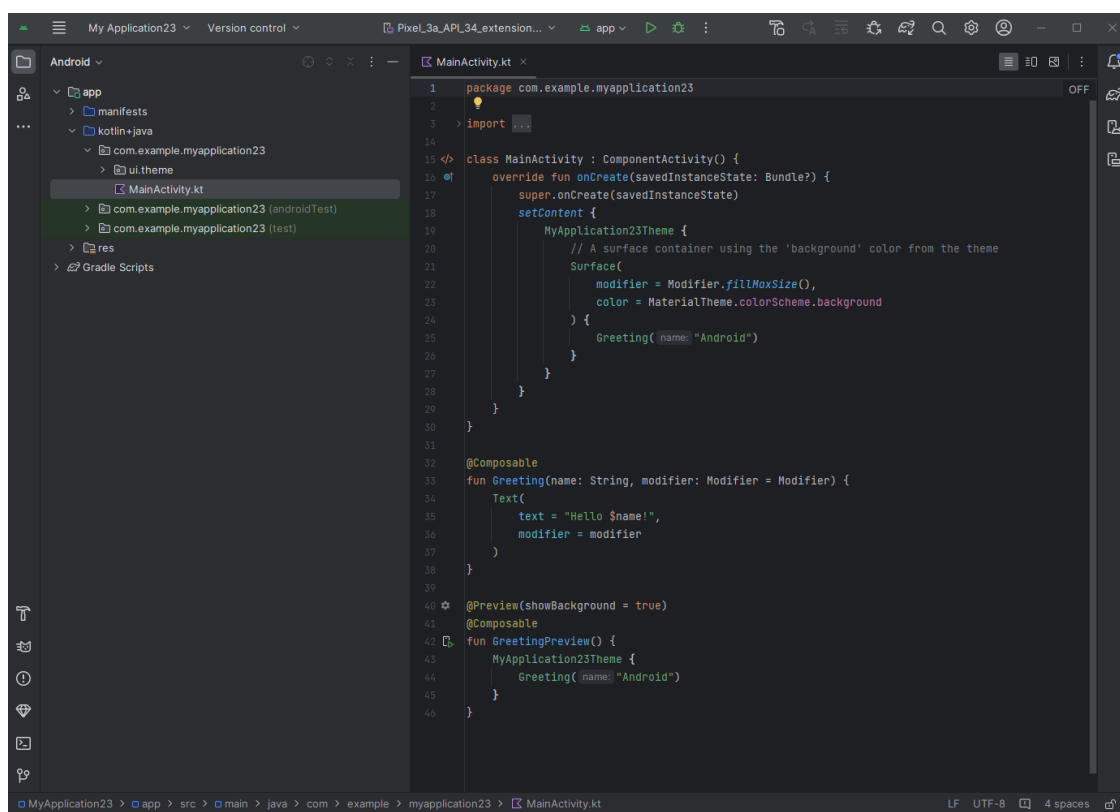 My Application23 Version control Pixel_3a_API_34_extension... app
Android
app
manifests
kotlin+java
com.example.myapplication23
ui.theme
MainActivity.kt
com.example.myapplication23 (androidTest)
com.example.myapplication23 (test)
res
Gradle Scripts
MainActivity.kt
OFF
1 package com.example.myapplication23
2
3 import ...
14
15 class MainActivity : ComponentActivity() {
16 override fun onCreate(savedInstanceState: Bundle?) {
17 super.onCreate(savedInstanceState)
18 setContent {
19 MyApplication23Theme {
20 // A surface container using the 'background' color from the theme
21 Surface(
22 modifier = Modifier.fillMaxSize(),
23 color = MaterialTheme.colorScheme.background
24 ) {
25 Greeting( name: "Android")
26 }
27 }
28 }
29 }
30 }
31
32 @Composable
33 fun Greeting(name: String, modifier: Modifier = Modifier) {
34 Text(
35 text = "Hello $name!",
36 modifier = modifier
37 )
38 }
39
40 @Preview(showBackground = true)
41 @Composable
42 fun GreetingPreview() {
43 MyApplication23Theme {
44 Greeting( name: "Android")
45 }
46 }
MyApplication23 > app > src > main > java > com > example > myapplication23 > MainActivity.kt LF UTF-8 4 spaces